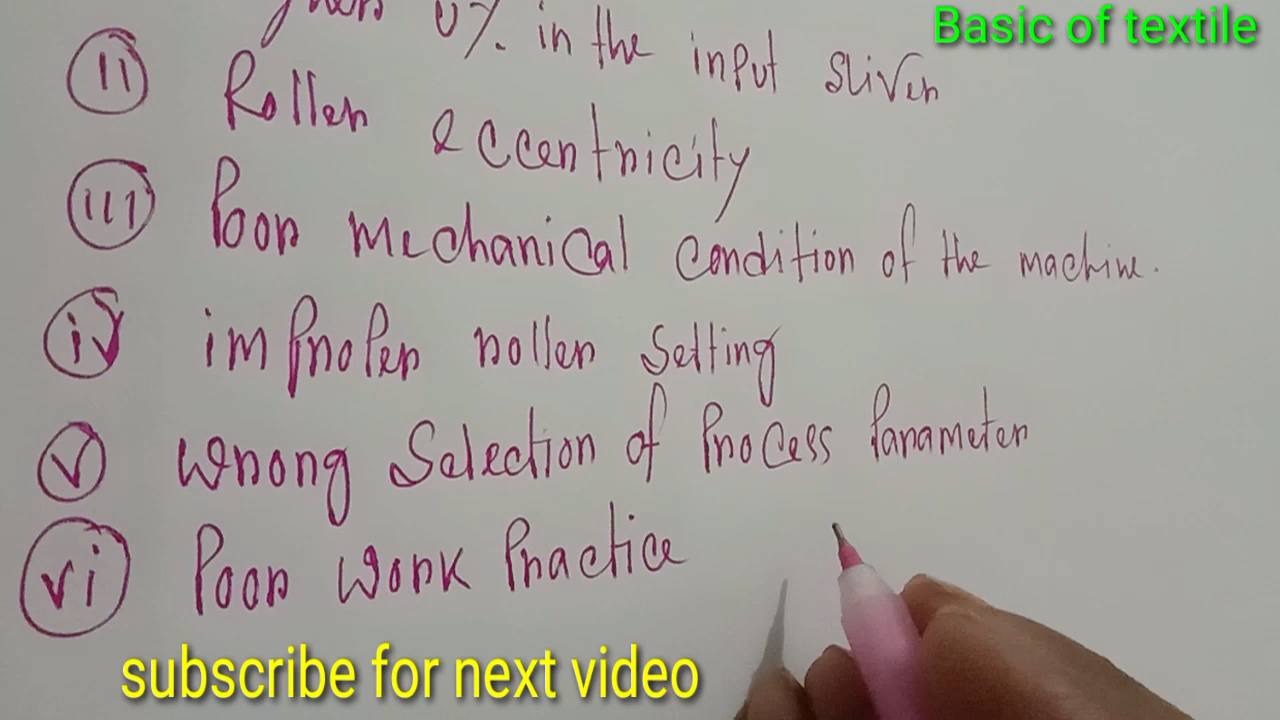 Basic of textile
U% in the input sliver
ii Roller eccentricity
iii Poor mechanical condition of the machine.
iv improper roller setting
v wrong selection of process parameter
vi Poor work practice
subscribe for next video